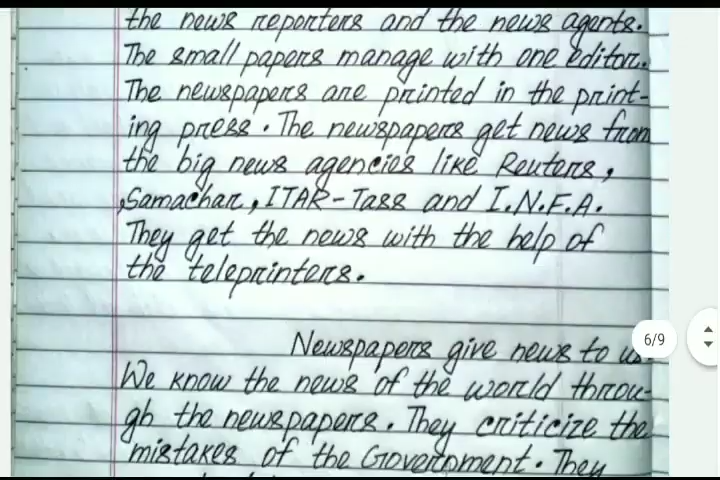 the news reporters and the news agents.
The small papers manage with one editor.
The newspapers are printed in the print-
ing press. The newspapers get news from
the big news agencies like Reuters,
,Samachar, ITAR-Tass and I.N.F.A.
They get the news with the help of
the teleprinters.
Newspapers give news to us.
6/9
We know the news of the world throu-
gh the newspapers. They criticize the
mistakes of the Government. They